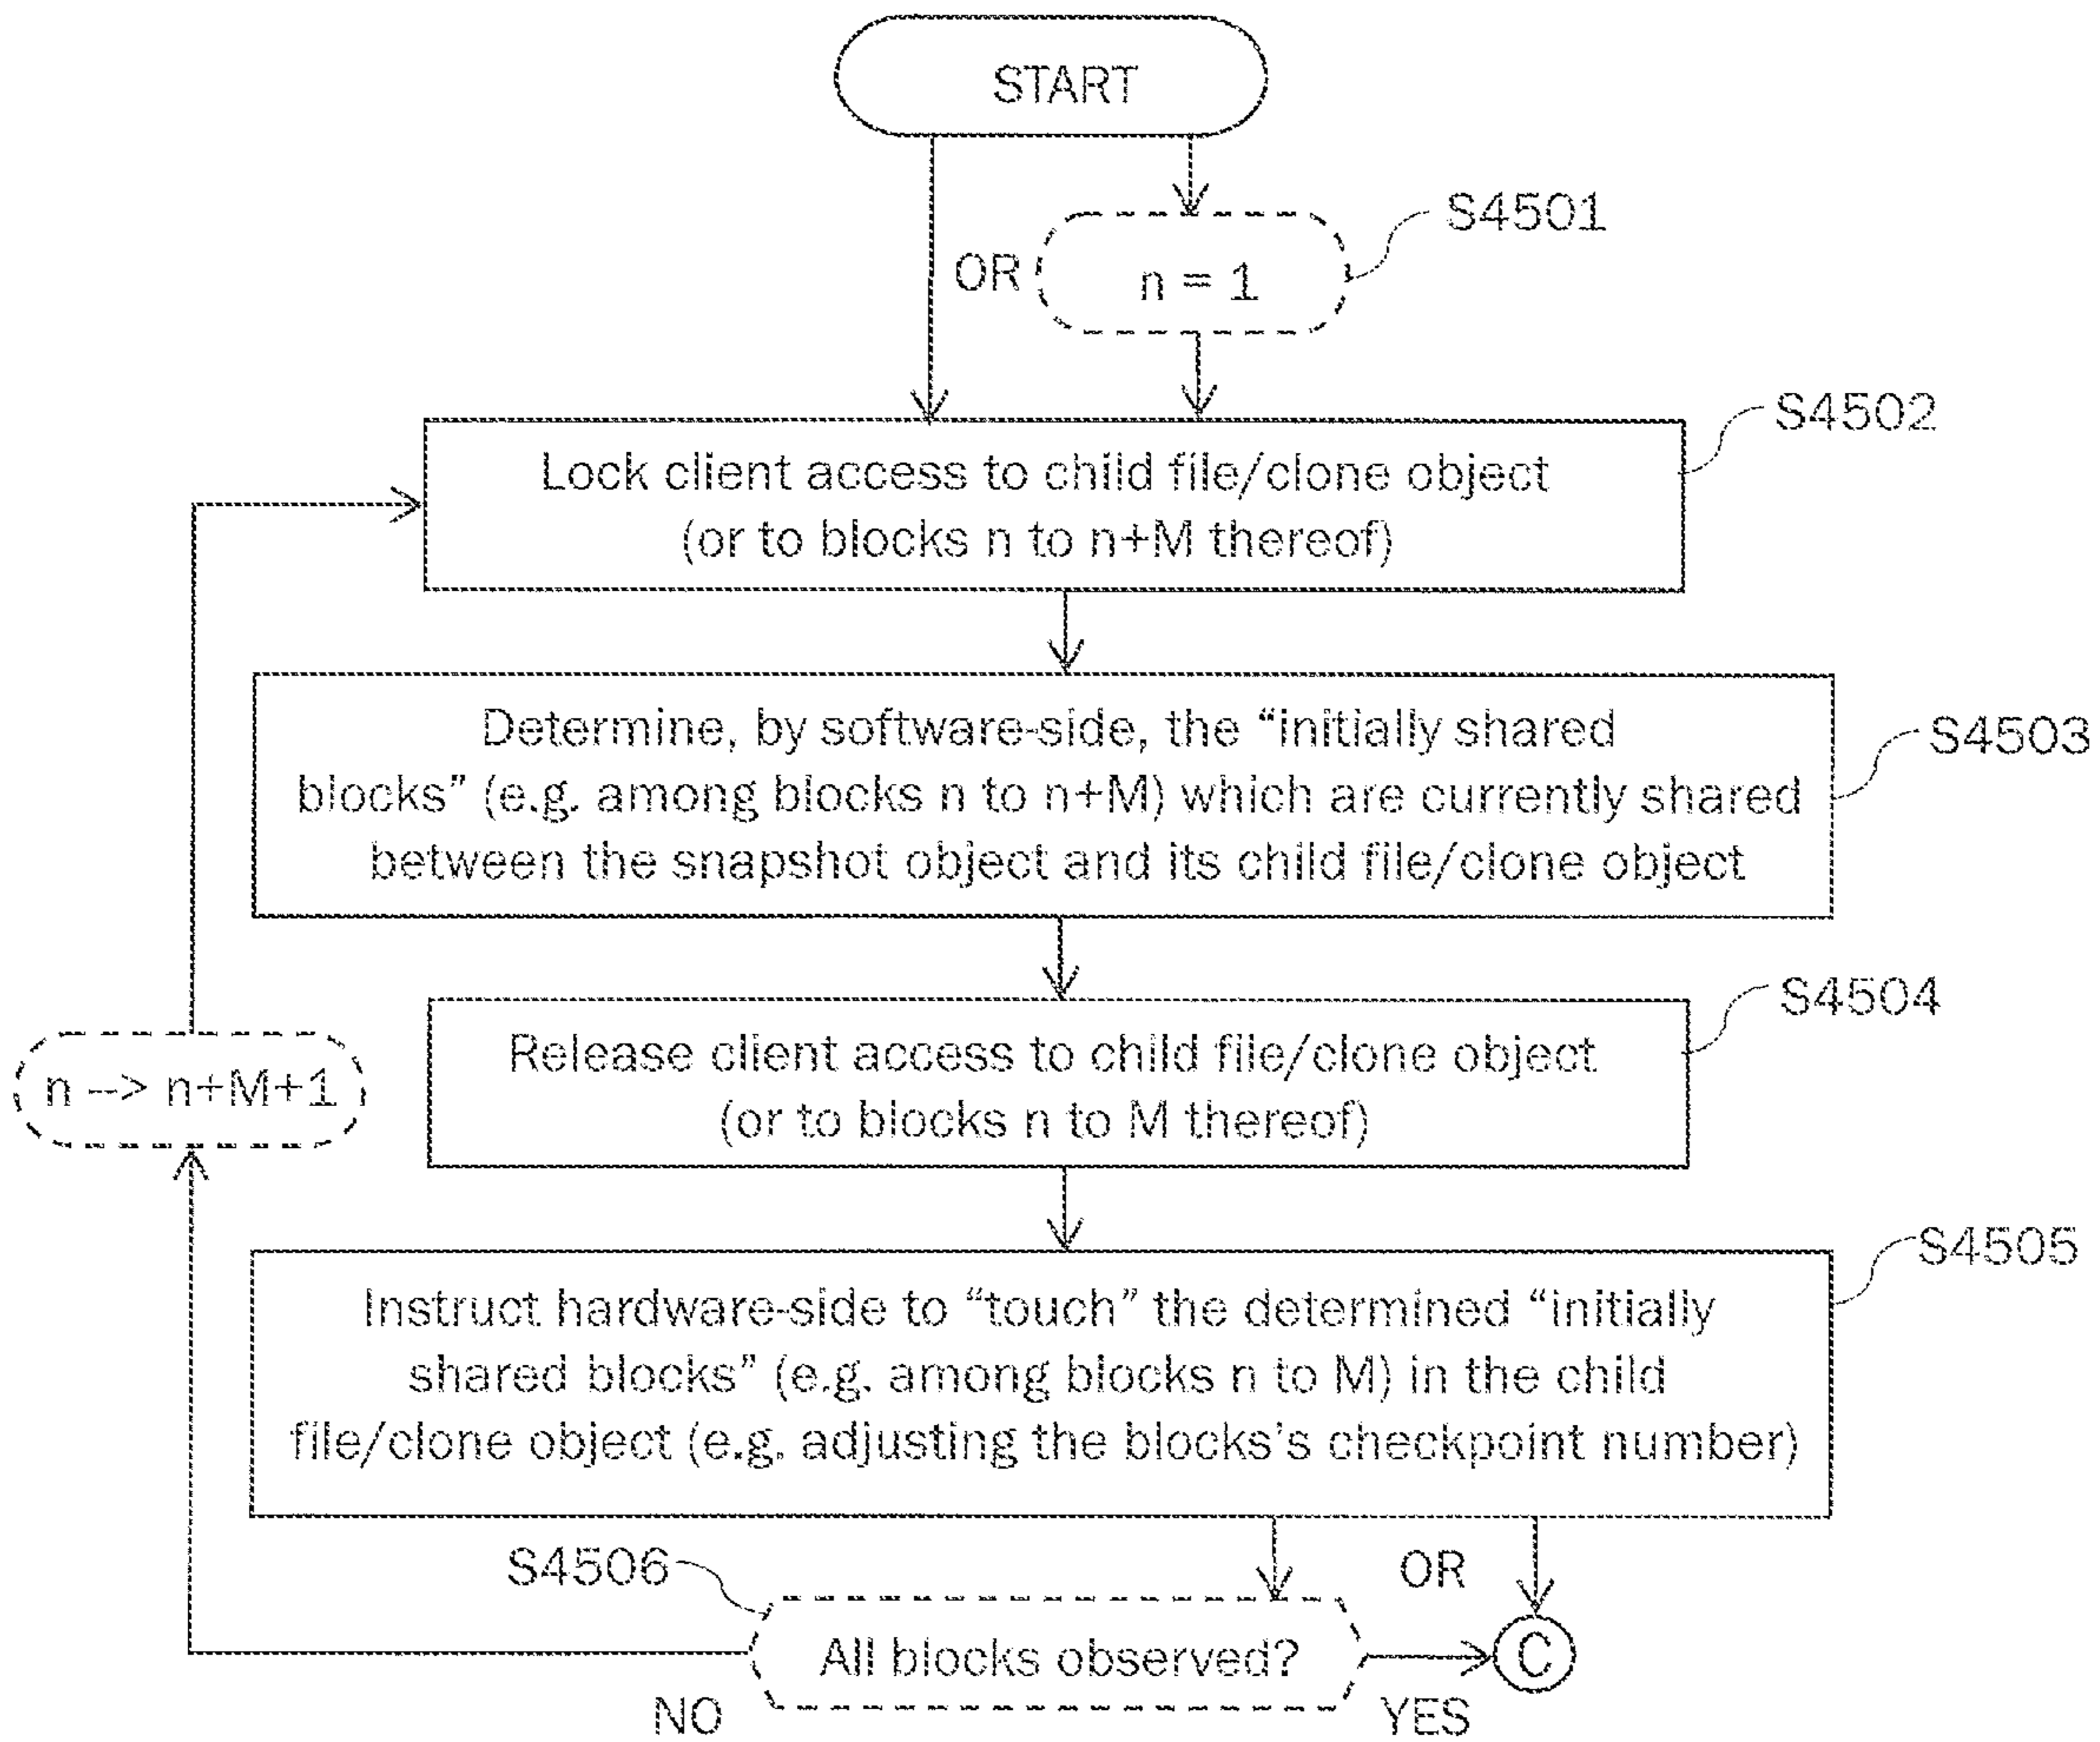 START
S4501
OR
n = 1
S4502
Lock client access to child file/clone object
(or to blocks n to n+M thereof)
S4503
Determine, by software-side, the “initially shared
blocks” (e.g. among blocks n to n+M) which are currently shared
between the snapshot object and its child file/clone object
S4504
Release client access to child file/clone object
(or to blocks n to M thereof)
n --> n+M+1
S4505
Instruct hardware-side to “touch” the determined “initially
shared blocks” (e.g. among blocks n to M) in the child
file/clone object (e.g. adjusting the blocks’s checkpoint number)
S4506
OR
All blocks observed?
C
NO
YES